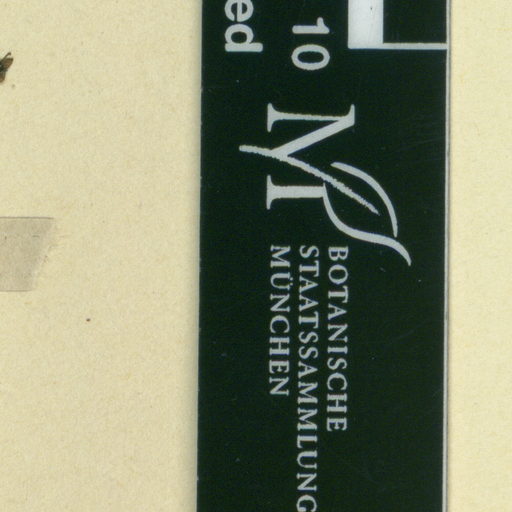 10
ed
BOTANISCHE
STAATSSAMMLUNG
MÜNCHEN